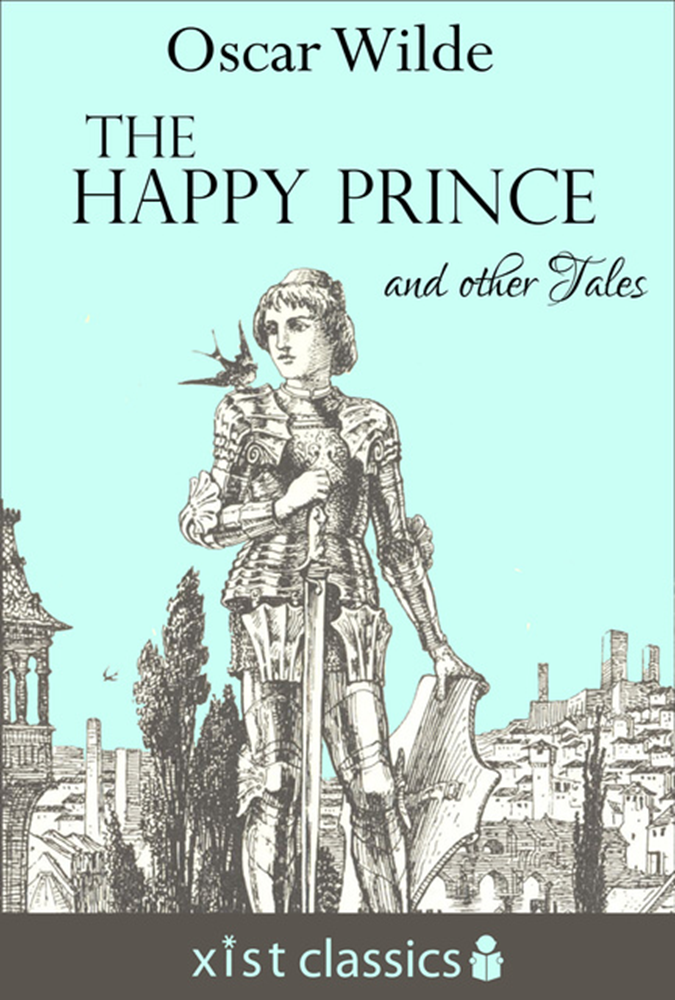 Oscar Wilde
THE
HAPPY PRINCE
and other Tales
xist classics